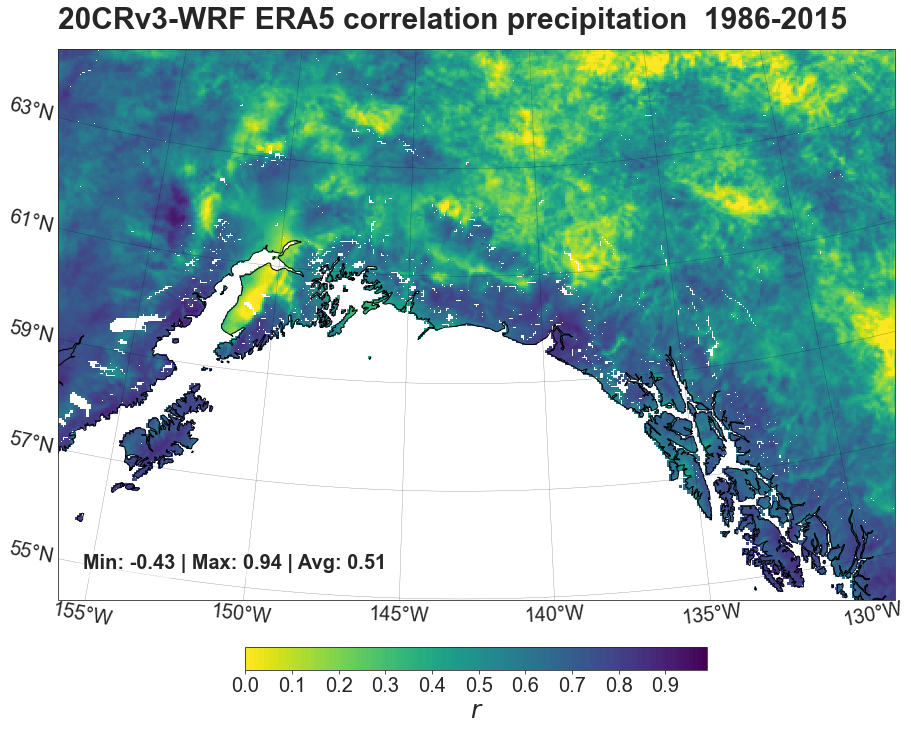 20CRv3-WRF ERA5 correlation precipitation  1986-2015
63°N
61°N
59°N
57°N
55°N
Min: -0.43 | Max: 0.94 | Avg: 0.51
155°W 150°W 145°W 140°W 135°W 130°W
0.0 0.1 0.2 0.3 0.4 0.5 0.6 0.7 0.8 0.9
r